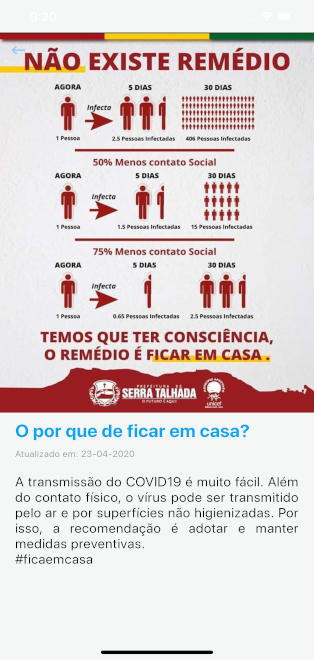 9:20
NÃO EXISTE REMÉDIO
AGORA 5 DIAS 30 DIAS
Infecta
1 Pessoa 2.5 Pessoas Infectadas 406 Pessoas Infectadas
50% Menos contato Social
AGORA 5 DIAS 30 DIAS
Infecta
1 Pessoa 1.5 Pessoas Infectadas 15 Pessoas Infectadas
75% Menos contato Social
AGORA 5 DIAS 30 DIAS
Infecta
1 Pessoa 0.65 Pessoas Infectadas 2.5 Pessoas Infectadas
TEMOS QUE TER CONSCIÊNCIA,
O REMÉDIO É FICAR EM CASA .
PREFEITURA DE
SERRA TALHADA
O FUTURO É AQUI
unicef
O por que de ficar em casa?
Atualizado em: 23-04-2020
A transmissão do COVID19 é muito fácil. Além
do contato físico, o vírus pode ser transmitido
pelo ar e por superfícies não higienizadas. Por
isso, a recomendação é adotar e manter
medidas preventivas.
#ficaemcasa